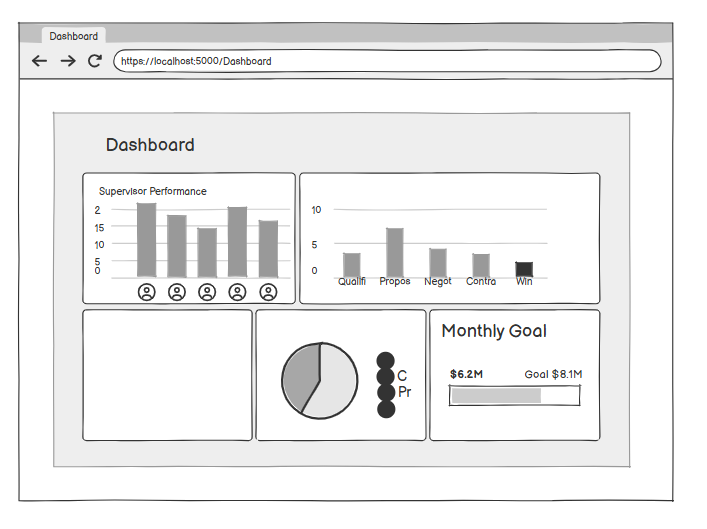 Dashboard
https://localhost:5000/Dashboard
Dashboard
Supervisor Performance
2
15
10
5
0
10
5
0
Qualifi
Propos
Negot
Contra
Win
C
Pr
Monthly Goal
$6.2M
Goal $8.1M